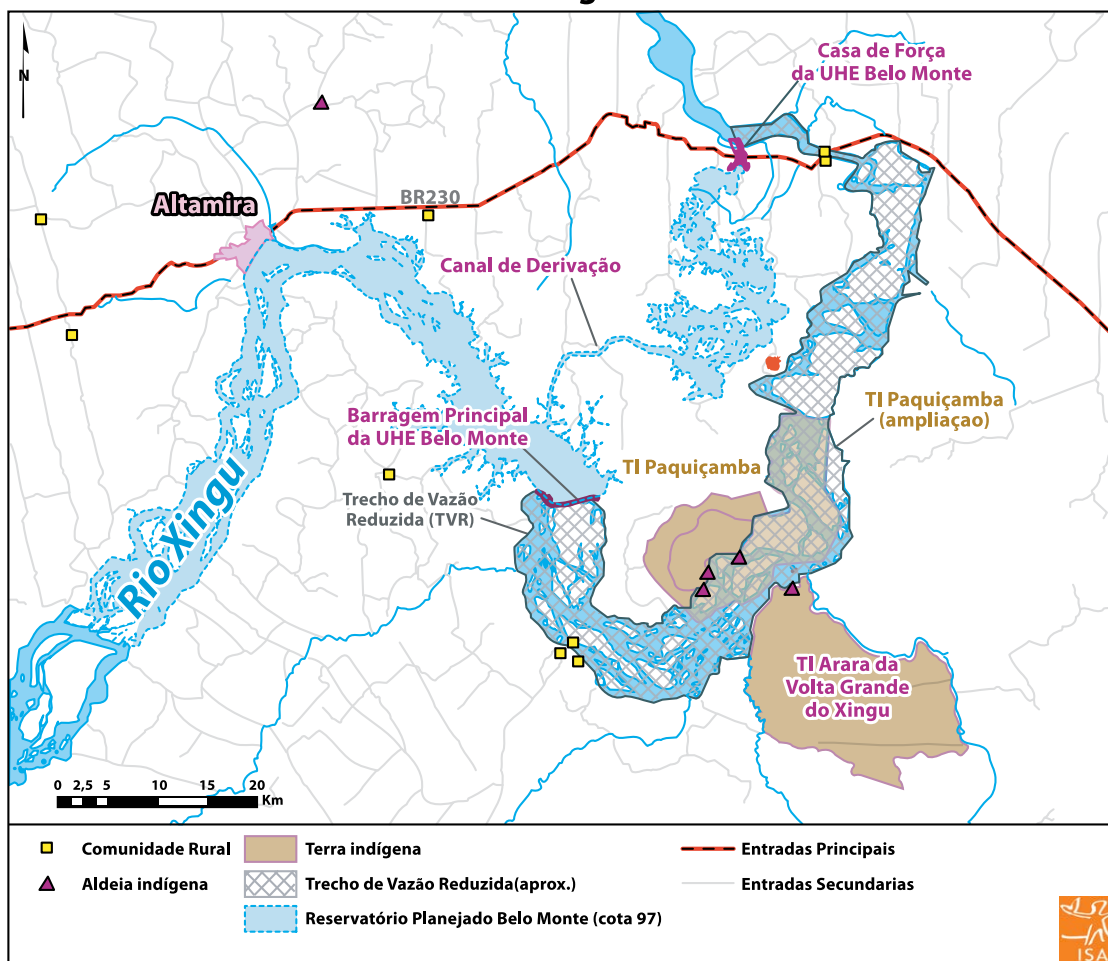 N
Casa de Força
da UHE Belo Monte
Altamira
BR230
Canal de Derivação
Barragem Principal
da UHE Belo Monte
TI Paquiçamba
(ampliaçao)
TI Paquiçamba
Trecho de Vazão
Reduzida (TVR)
Rio Xingu
TI Arara da
Volta Grande
do Xingu
0 2,5 5 10 15 20
Km
Comunidade Rural
Aldeia indígena
Terra indígena
Trecho de Vazão Reduzida(aprox.)
Reservatório Planejado Belo Monte (cota 97)
Entradas Principais
Entradas Secundarias
ISA